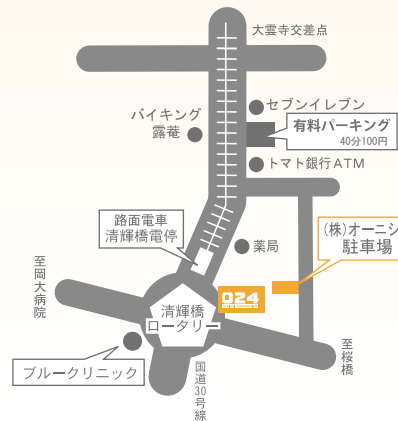 大雲寺交差点
セブンイレブン
バイキング
露菴
有料パーキング
40分100円
トマト銀行ATM
路面電車
清輝橋電停
薬局
(株)オーニシ
駐車場
至岡大病院
024
清輝橋
ロータリー
至桜橋
ブルークリニック
国道30号線